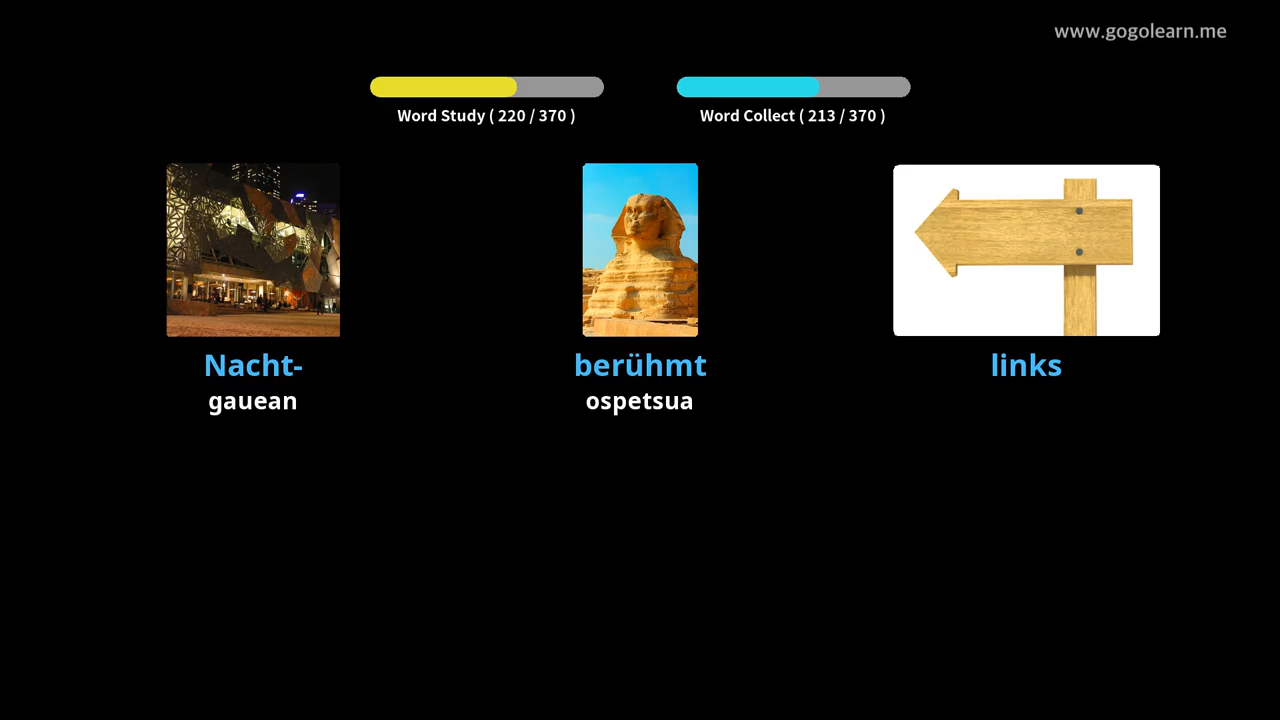 www.gogolearn.me
Word Study ( 220 / 370 )
Word Collect ( 213 / 370 )
Nacht-
gauean
berühmt
ospetsua
links